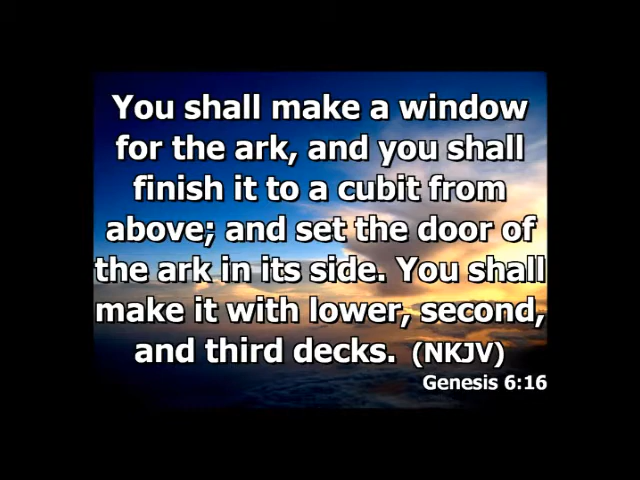 You shall make a window
for the ark, and you shall
finish it to a cubit from
above; and set the door of
the ark in its side. You shall
make it with lower, second,
and third decks. (NKJV)
Genesis 6:16